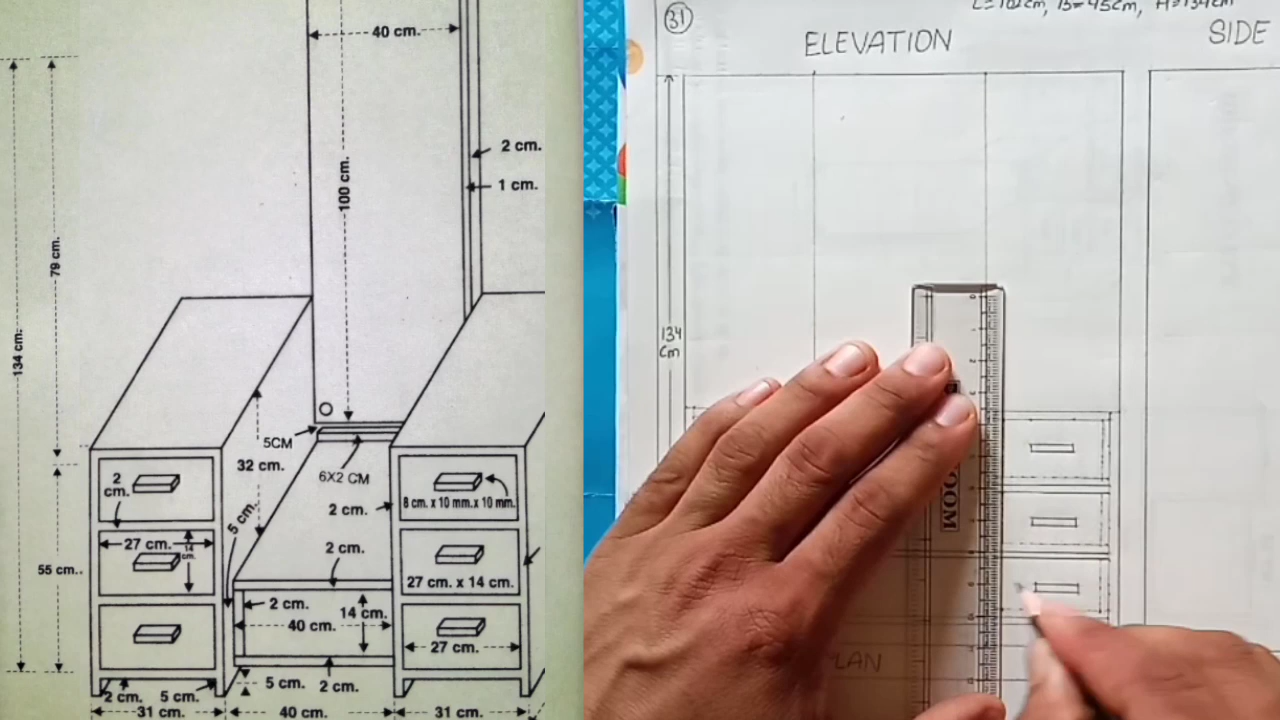 40 cm.
2 cm.
1 cm.
100 cm.
79 cm.
134 cm.
5CM
32 cm.
6X2 CM
2 cm.
8 cm. x 10 mm. x 10 mm.
2 cm.
5 cm.
27 cm.
14 cm.
55 cm..
2 cm.
27 cm. x 14 cm.
2 cm.
14 cm.
40 cm.
27 cm.
5 cm.
2 cm.
2 cm.
5 cm.
31 cm.
40 cm.
31 cm.
31
B=45cm,
ELEVATION
SIDE
134
Cm